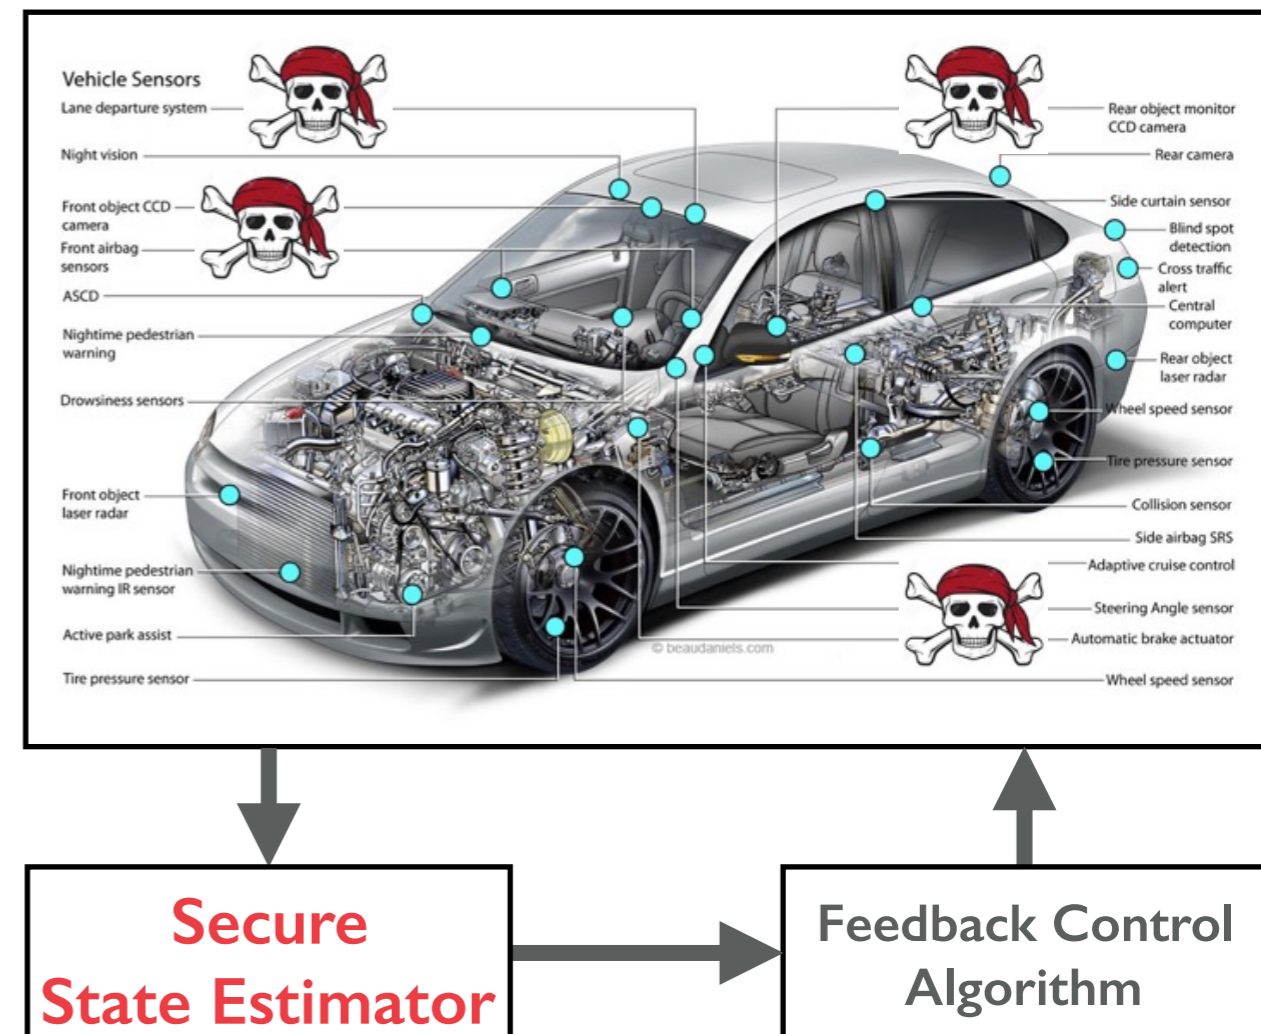 Vehicle Sensors
Lane departure system
Night vision
Front object CCD
camera
Front airbag
sensors
ASCD
Nightime pedestrian
warning
Drowsiness sensors
Front object
laser radar
Nightime pedestrian
warning IR sensor
Active park assist
Tire pressure sensor
Rear object monitor
CCD camera
Rear camera
Side curtain sensor
Blind spot
detection
Cross traffic
alert
Central
computer
Rear object
laser radar
Wheel speed sensor
Tire pressure sensor
Collision sensor
Side airbag SRS
Adaptive cruise control
Steering Angle sensor
Automatic brake actuator
Wheel speed sensor
© beaudaniels.com
Secure
State Estimator
Feedback Control
Algorithm